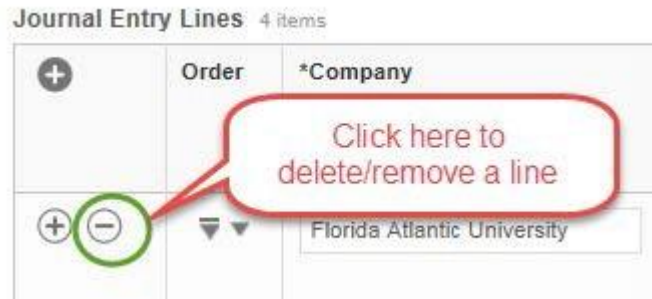 Journal Entry Lines 4 items
Order *Company
Click here to
delete/remove a line
Florida Atlantic University